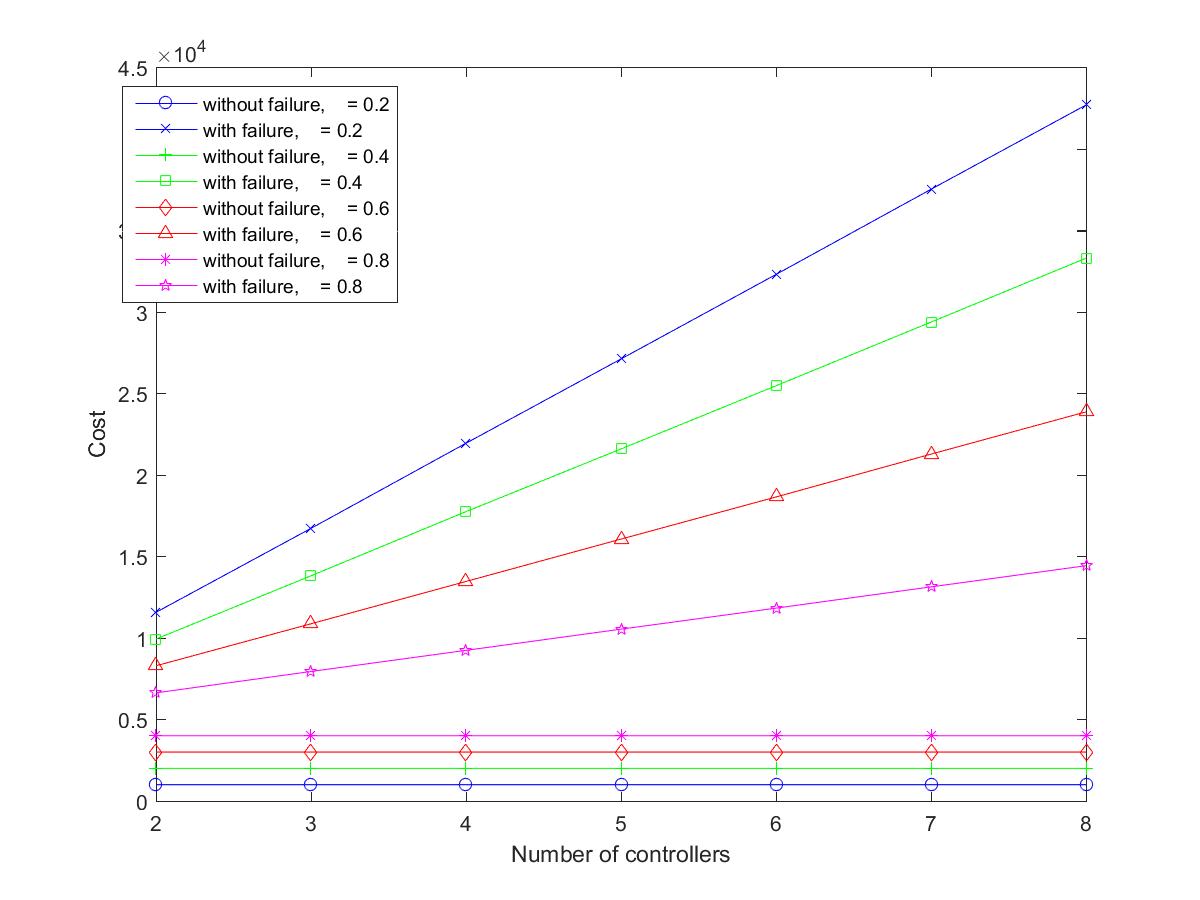 ×10⁴
4.5
without failure, = 0.2
with failure, = 0.2
without failure, = 0.4
with failure, = 0.4
without failure, = 0.6
with failure, = 0.6
without failure, = 0.8
with failure, = 0.8
3
2.5
Cost
2
1.5
1
0.5
0
2 3 4 5 6 7 8
Number of controllers